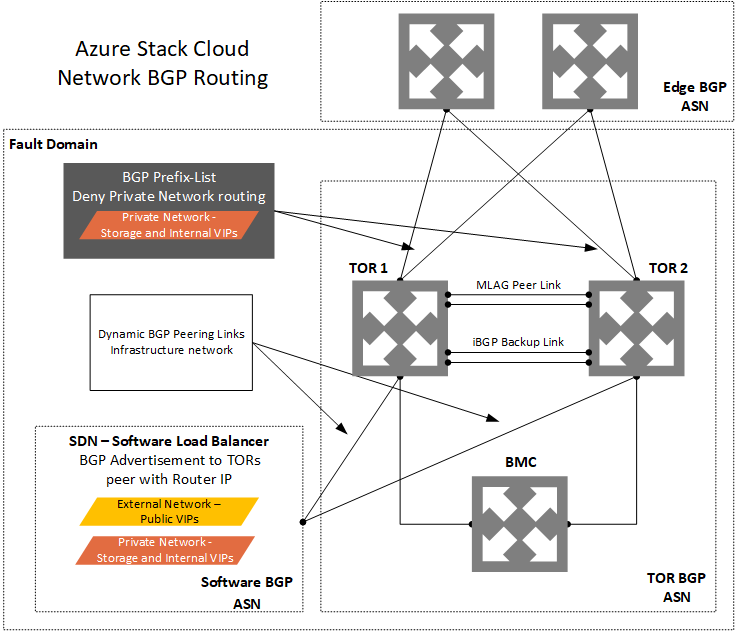 Azure Stack Cloud
Network BGP Routing
Edge BGP
ASN
Fault Domain
BGP Prefix-List
Deny Private Network routing
Private Network -
Storage and Internal VIPs
TOR 1
TOR 2
MLAG Peer Link
iBGP Backup Link
Dynamic BGP Peering Links
Infrastructure network
SDN – Software Load Balancer
BGP Advertisement to TORs
peer with Router IP
External Network –
Public VIPs
Private Network -
Storage and Internal VIPs
Software BGP
ASN
BMC
TOR BGP
ASN